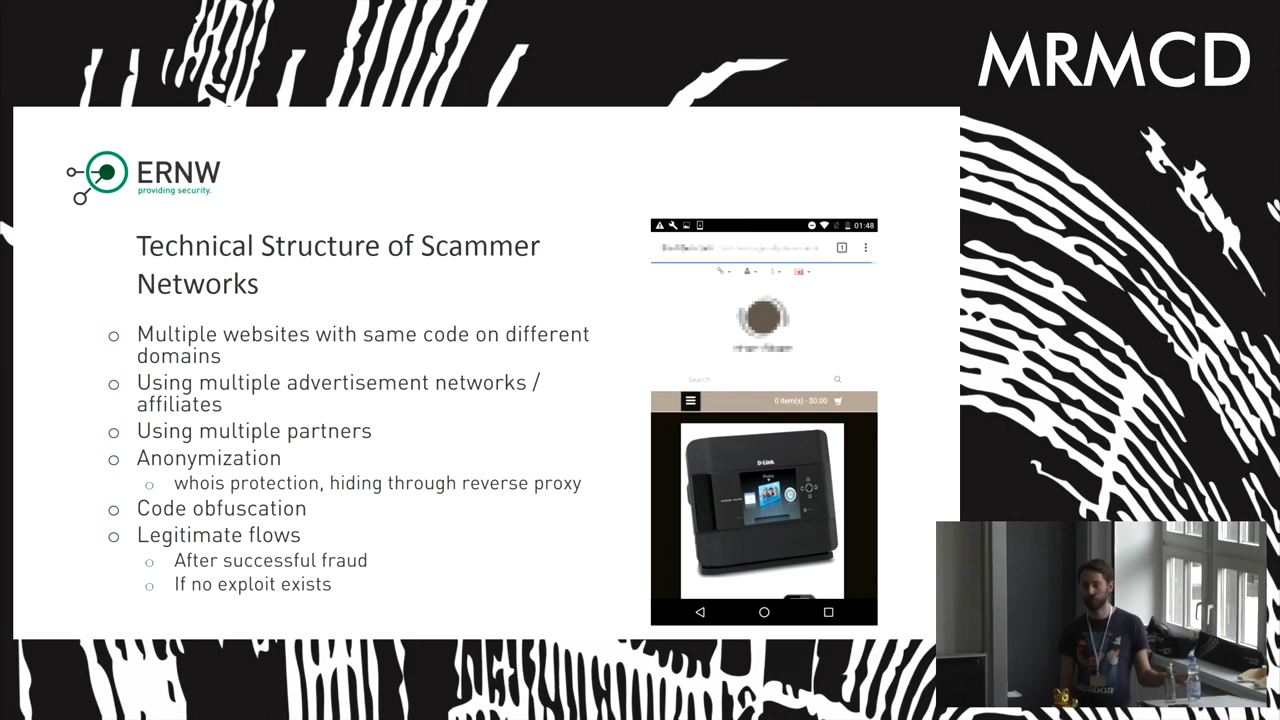 MRMCD
ERNW
providing security.
Technical Structure of Scammer
Networks
o Multiple websites with same code on different
domains
o Using multiple advertisement networks /
affiliates
o Using multiple partners
o Anonymization
o whois protection, hiding through reverse proxy
o Code obfuscation
o Legitimate flows
o After successful fraud
o If no exploit exists
01:48
1
$
Search
0 item(s) - $0.00
D-Link
MORDOR